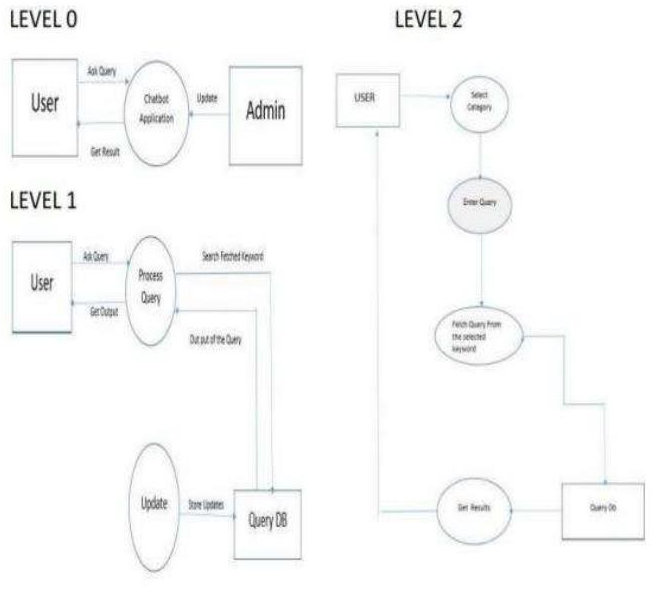 LEVEL 0
User
Ask Query
Get Result
Chatbot
Application
Update
Admin
LEVEL 1
User
Ask Query
Get Output
Process
Query
Search Fetched Keyword
Out put of the Query
Update
Store Updates
Query DB
LEVEL 2
USER
Select
Category
Enter Query
Fetch Query From
the selected
keyword
Query Db
Get Results